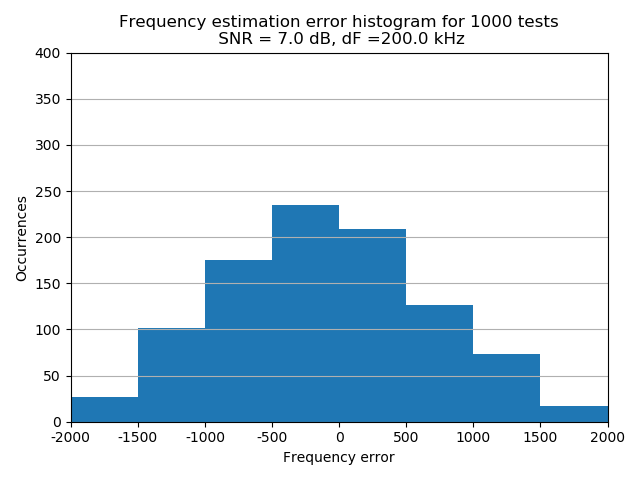 Frequency estimation error histogram for 1000 tests
SNR = 7.0 dB, dF =200.0 kHz
400
350
300
250
200
150
100
50
0
Occurrences
-2000 -1500 -1000 -500 0 500 1000 1500 2000
Frequency error